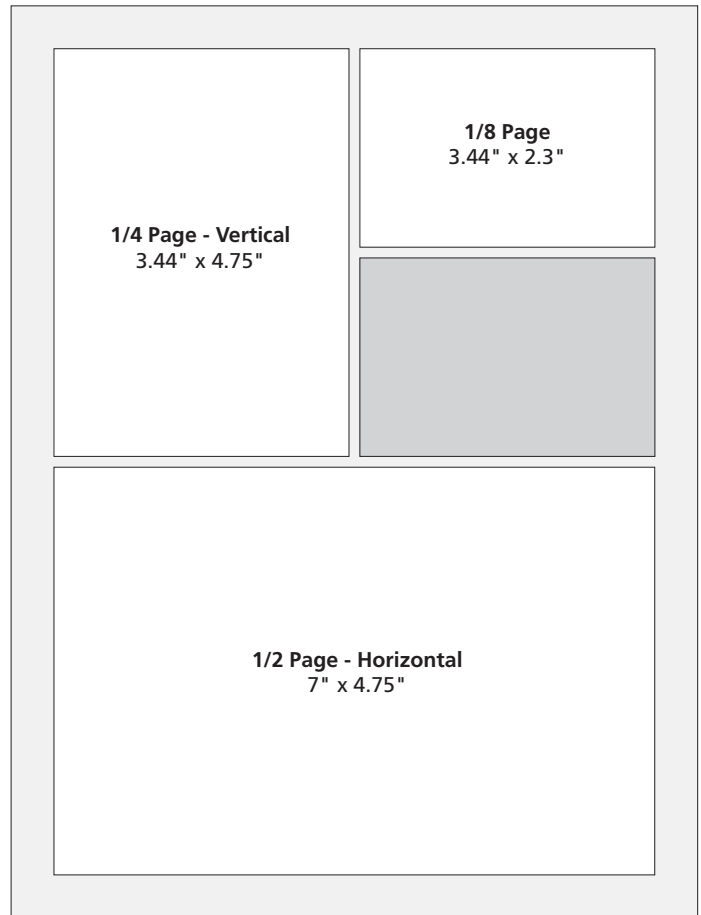 1/4 Page - Vertical
3.44" x 4.75"
1/8 Page
3.44" x 2.3"
1/2 Page - Horizontal
7" x 4.75"